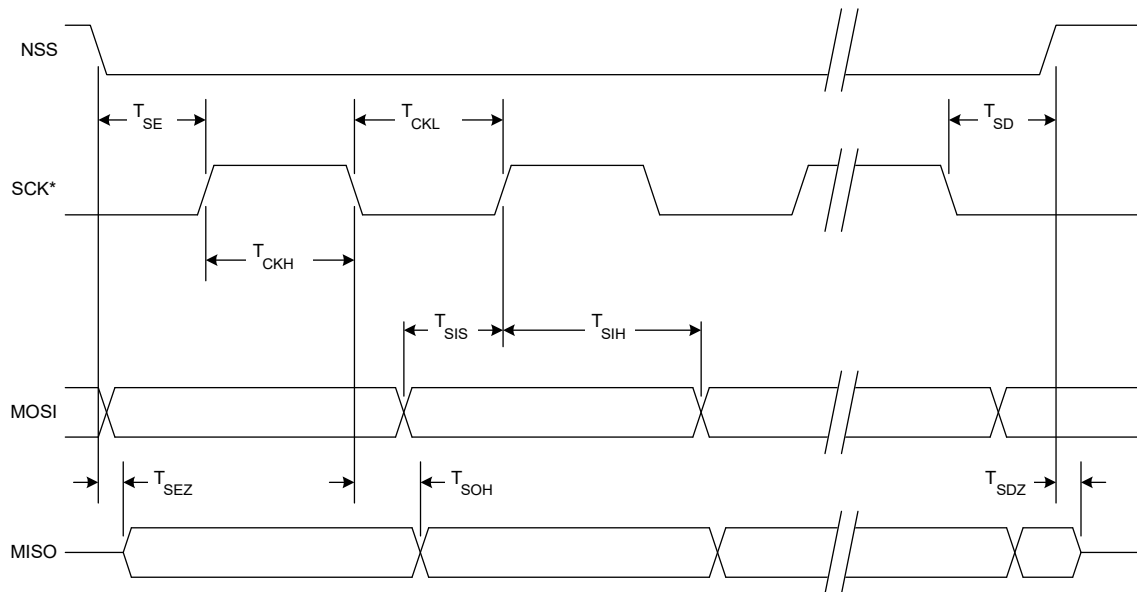 NSS
T_SE
T_CKL
T_SD
SCK*
T_CKH
T_SIS
T_SIH
MOSI
T_SEZ
T_SOH
T_SDZ
MISO